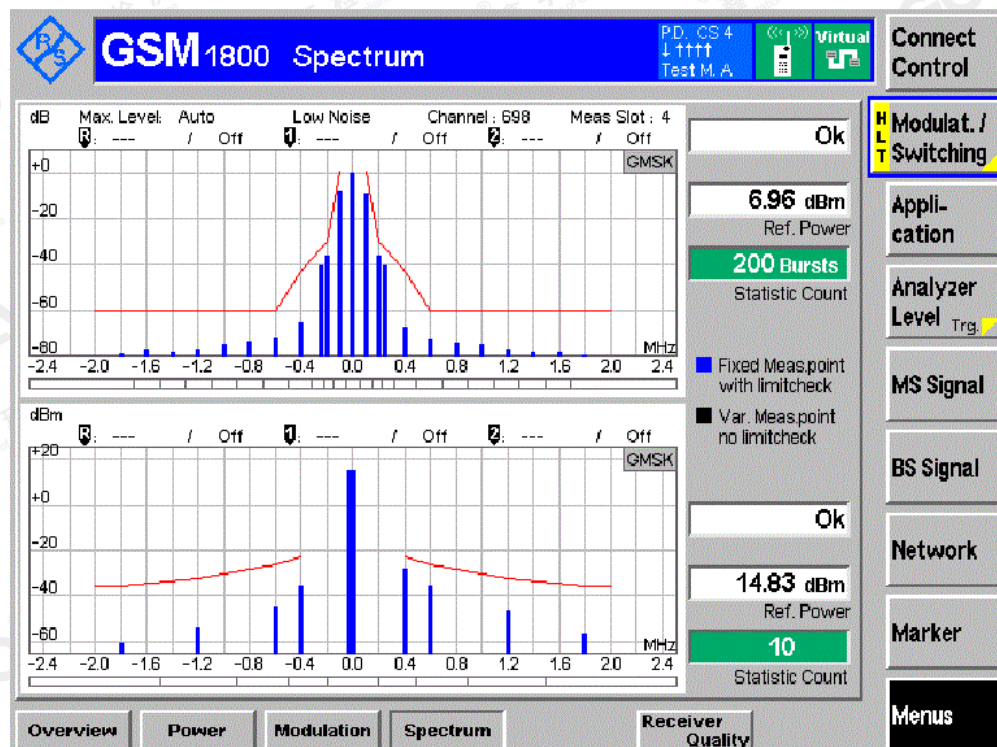 R/S
GSM 1800 Spectrum
P.D. CS 4
↓ ↑↑↑↑
Test M. A
Virtual
Connect
Control
dB Max. Level: Auto Low Noise Channel : 698 Meas Slot : 4
R: --- / Off 1: --- / Off 2: --- / Off
GMSK
+0
-20
-40
-60
-80
MHz
-2.4 -2.0 -1.6 -1.2 -0.8 -0.4 0.0 0.4 0.8 1.2 1.6 2.0 2.4
Ok
6.96 dBm
Ref. Power
200 Bursts
Statistic Count
Fixed Meas.point
with limitcheck
Var. Meas.point
no limitcheck
dBm
R: --- / Off 1: --- / Off 2: --- / Off
GMSK
+20
+0
-20
-40
-60
MHz
-2.4 -2.0 -1.6 -1.2 -0.8 -0.4 0.0 0.4 0.8 1.2 1.6 2.0 2.4
Ok
14.83 dBm
Ref. Power
10
Statistic Count
HLT
Modulat. /
Switching
Appli-
cation
Analyzer
Level Trg.
MS Signal
BS Signal
Network
Marker
Menus
Overview Power Modulation Spectrum Receiver
Quality